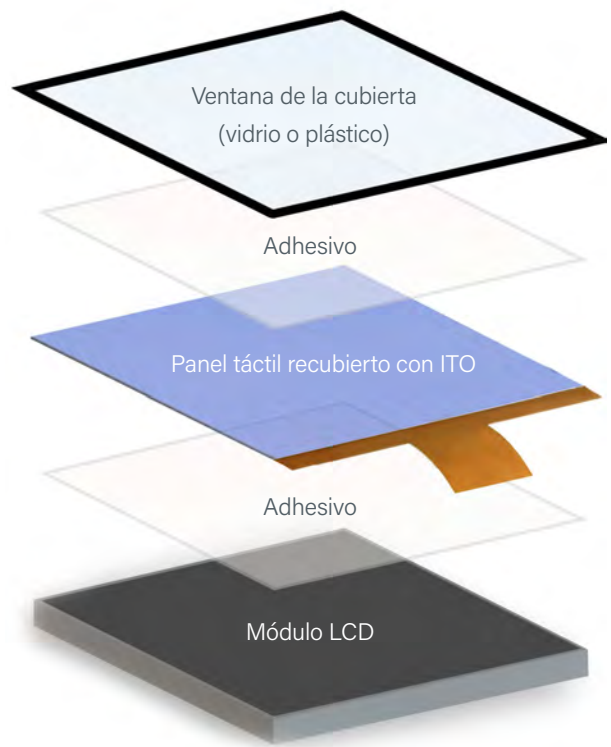 Ventana de la cubierta
(vidrio o plástico)
Adhesivo
Panel táctil recubierto con ITO
Adhesivo
Módulo LCD